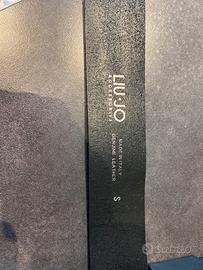 LIU·JO
ACCESSORIES
MADE IN ITALY
GENUINE LEATHER
S
subito